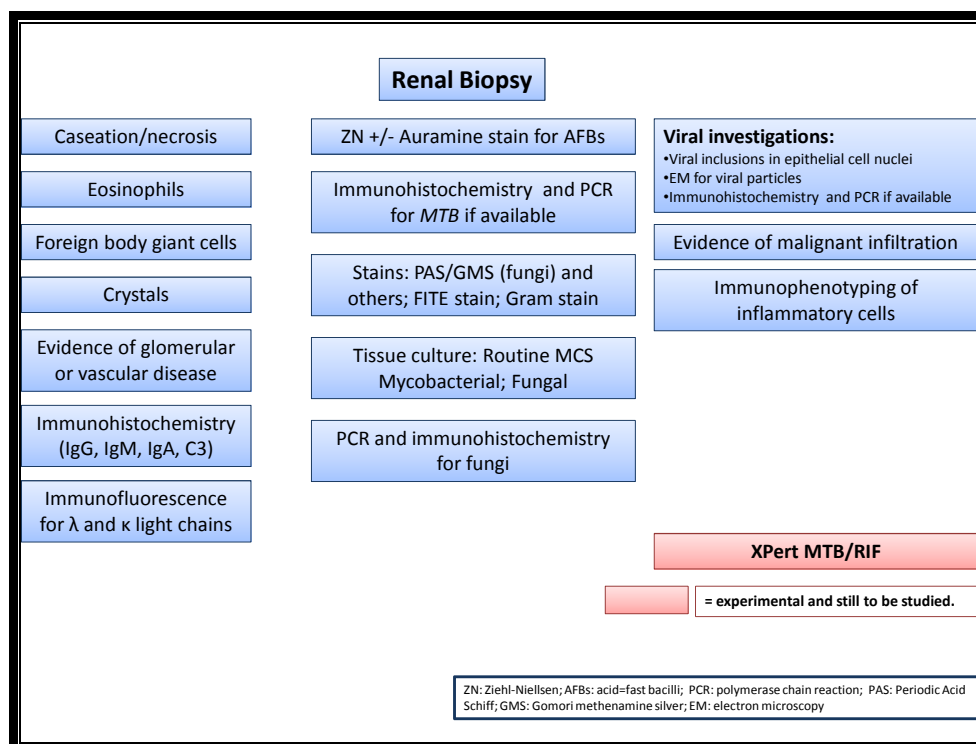 Renal Biopsy
Caseation/necrosis
Eosinophils
Foreign body giant cells
Crystals
Evidence of glomerular
or vascular disease
Immunohistochemistry
(IgG, IgM, IgA, C3)
Immunofluorescence
for λ and κ light chains
ZN +/- Auramine stain for AFBs
Immunohistochemistry and PCR
for MTB if available
Stains: PAS/GMS (fungi) and
others; FITE stain; Gram stain
Tissue culture: Routine MCS
Mycobacterial; Fungal
PCR and immunohistochemistry
for fungi
Viral investigations:
•Viral inclusions in epithelial cell nuclei
•EM for viral particles
•Immunohistochemistry and PCR if available
Evidence of malignant infiltration
Immunophenotyping of
inflammatory cells
XPert MTB/RIF
= experimental and still to be studied.
ZN: Ziehl-Niellsen; AFBs: acid=fast bacilli; PCR: polymerase chain reaction; PAS: Periodic Acid
Schiff; GMS: Gomori methenamine silver; EM: electron microscopy